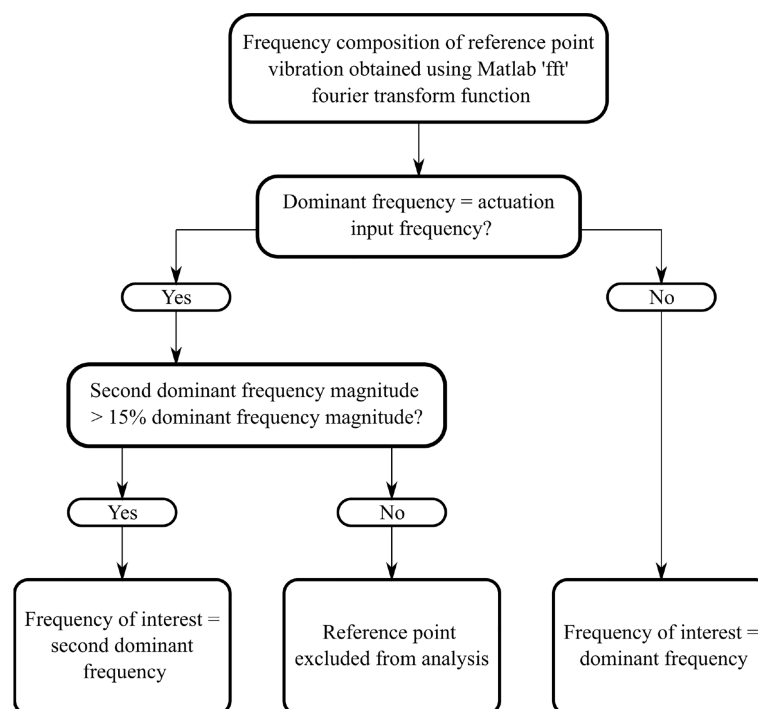 Frequency composition of reference point
vibration obtained using Matlab 'fft'
fourier transform function
Dominant frequency = actuation
input frequency?
Yes
No
Second dominant frequency magnitude
> 15% dominant frequency magnitude?
Yes
No
Frequency of interest =
second dominant
frequency
Reference point
excluded from analysis
Frequency of interest =
dominant frequency